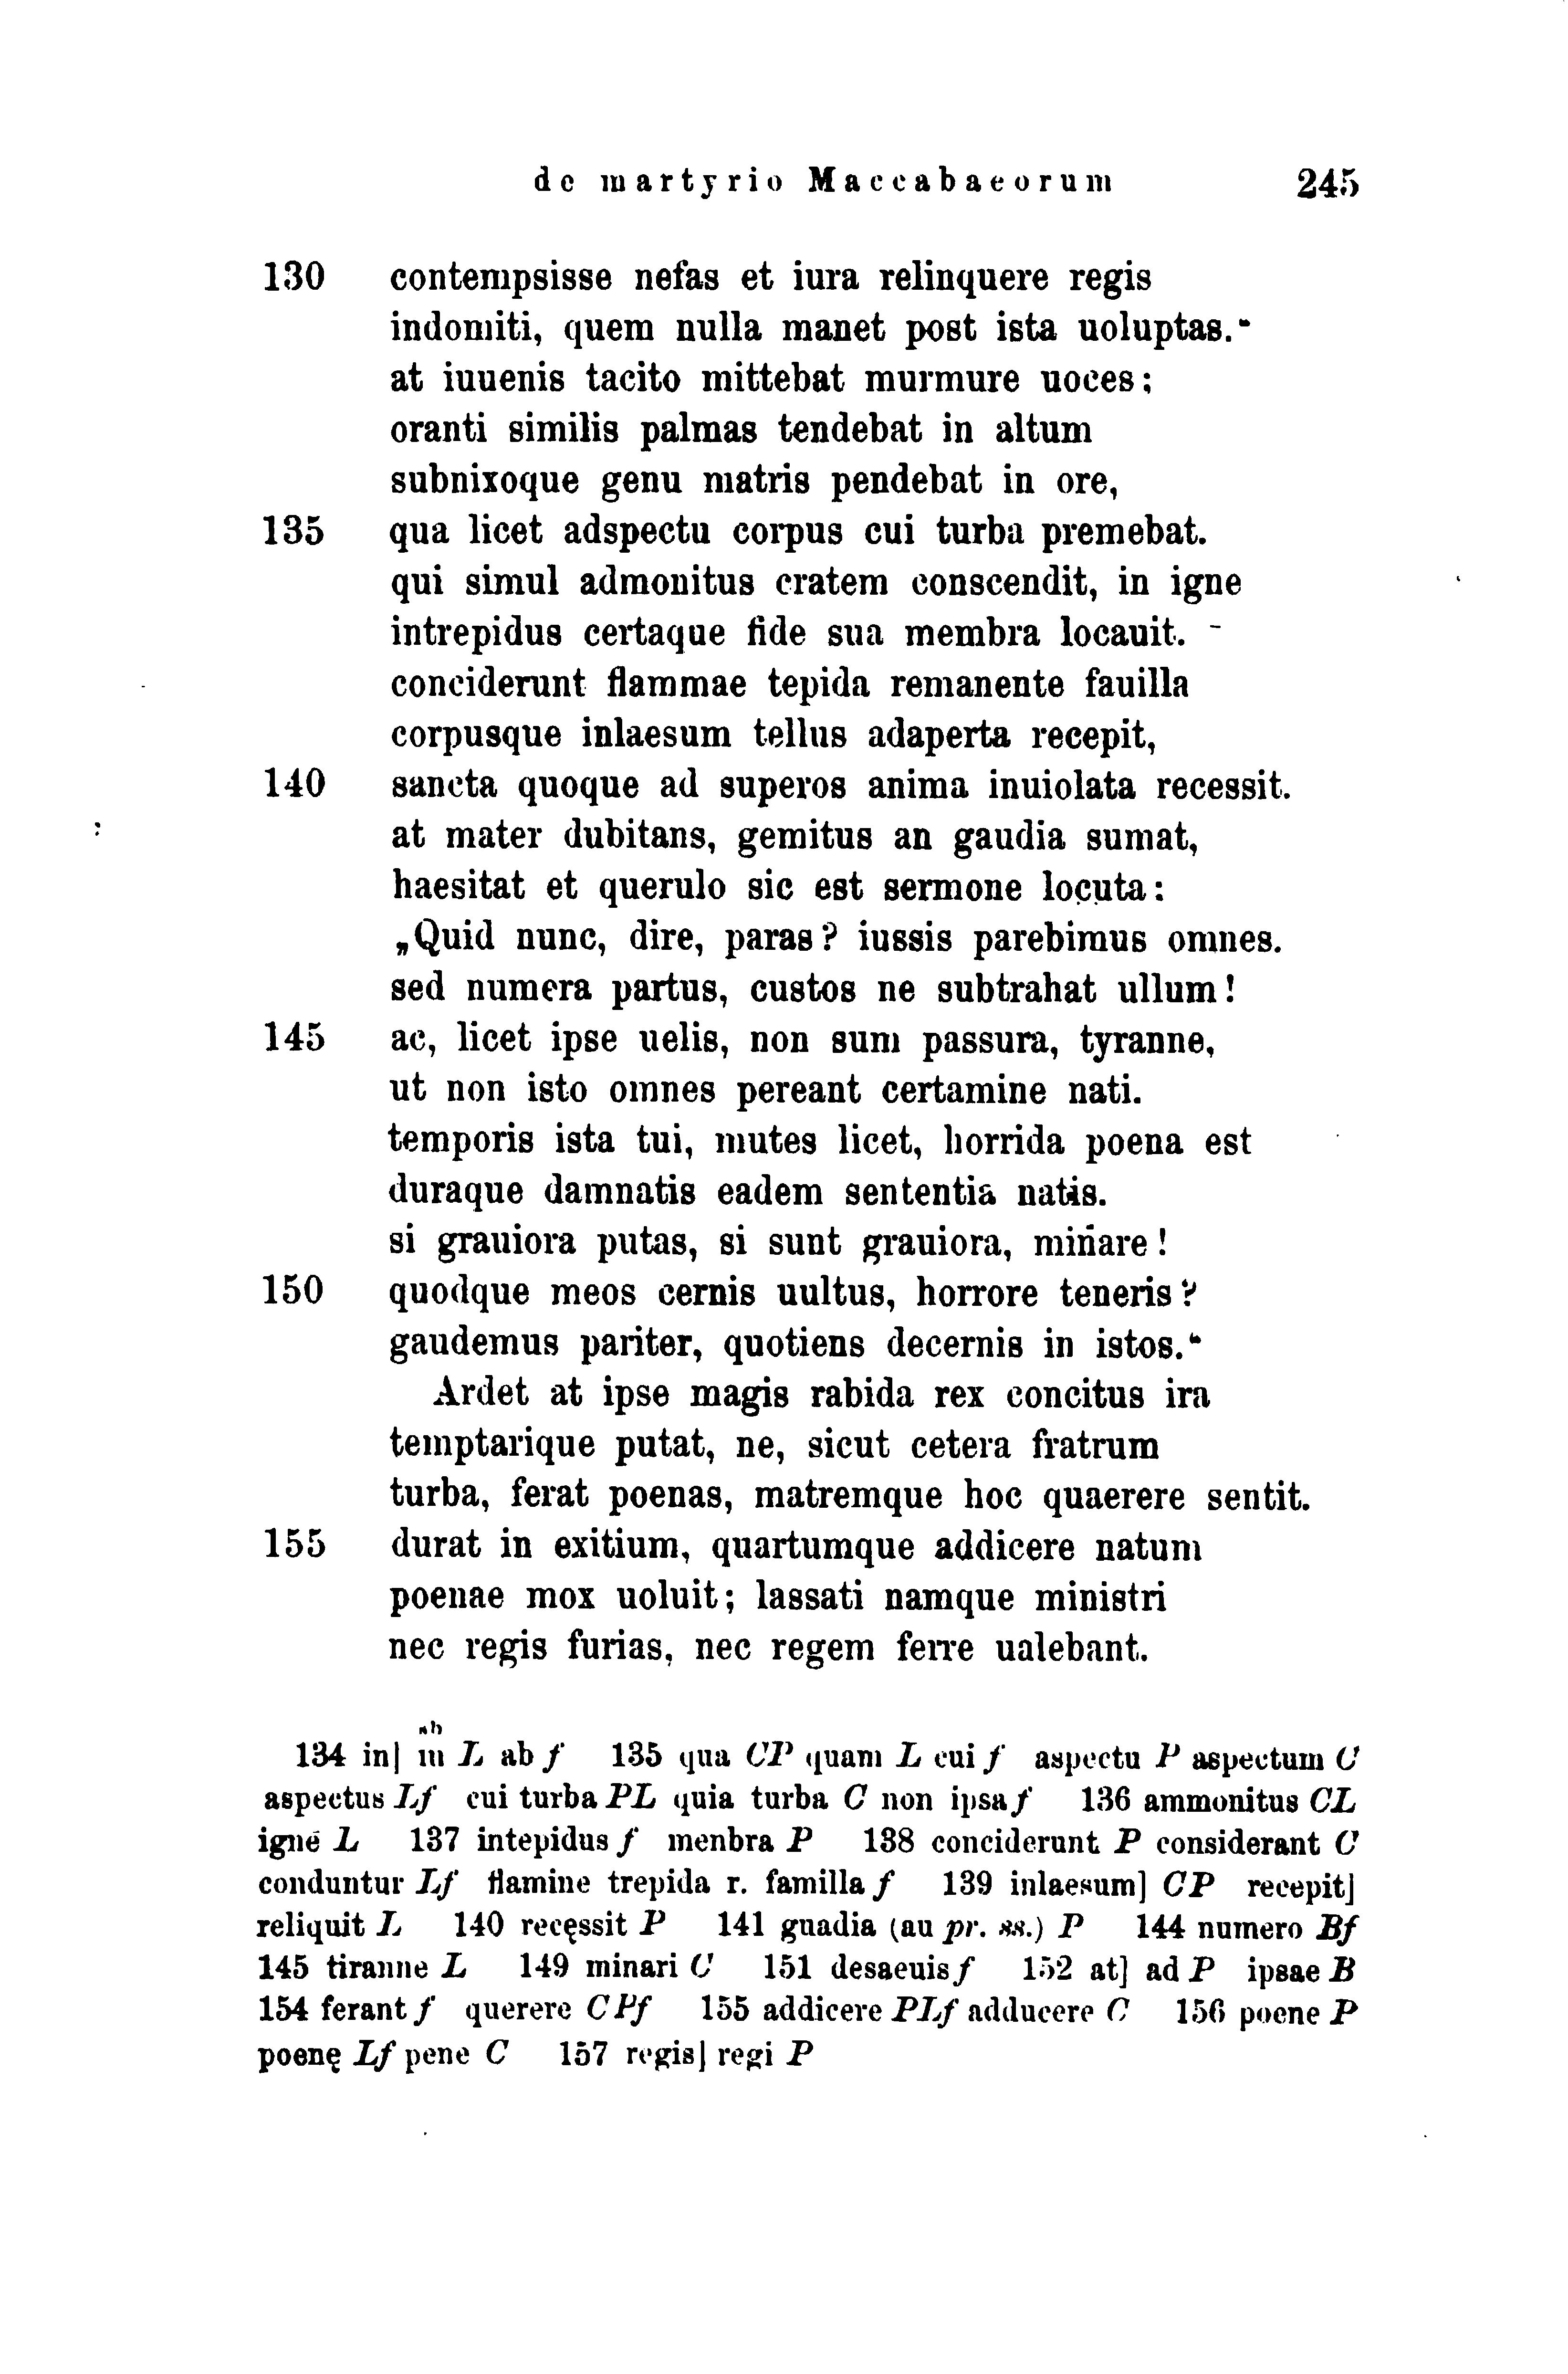 de martyrio Maccabaeorum 245
130 contempsisse nefas et iura relinquere regis
indomiti, quem nulla manet post ista uoluptas.“
at iuuenis tacito mittebat murmure uoces;
oranti similis palmas tendebat in altum
subnixoque genu matris pendebat in ore,
135 qua licet adspectu corpus cui turba premebat.
qui simul admonitus cratem conscendit, in igne
intrepidus certaque fide sua membra locauit.
conciderunt flammae tepida remanente fauilla
corpusque inlaesum tellus adaperta recepit,
140 sancta quoque ad superos anima inuiolata recessit.
at mater dubitans, gemitus an gaudia sumat,
haesitat et querulo sic est sermone locuta:
„Quid nunc, dire, paras? iussis parebimus omnes.
sed numera partus, custos ne subtrahat ullum!
145 ac, licet ipse uelis, non sum passura, tyranne,
ut non isto omnes pereant certamine nati.
temporis ista tui, mutes licet, horrida poena est
duraque damnatis eadem sententia natis.
si grauiora putas, si sunt grauiora, minare!
150 quodque meos cernis uultus, horrore teneris?
gaudemus pariter, quotiens decernis in istos.“
Ardet at ipse magis rabida rex concitus ira
temptarique putat, ne, sicut cetera fratrum
turba, ferat poenas, matremque hoc quaerere sentit.
155 durat in exitium, quartumque addicere natum
poenae mox uoluit; lassati namque ministri
nec regis furias, nec regem ferre ualebant.
ab
134 in] in L ab f 135 qua CP quam L cui f aspectu P aspectum C
aspectus Lf cui turba PL quia turba C non ipsa f 136 ammonitus CL
ignē L 137 intepidus f menbra P 138 conciderunt P considerant C
conduntur Lf flamine trepida r. familla f 139 inlaesum] CP recepit]
reliquit L 140 recęssit P 141 guadia (au pr. ss.) P 144 numero Bf
145 tiranne L 149 minari C 151 desaeuis f 152 at] ad P ipsae B
154 ferant f querere CPf 155 addicere PLf adducere C 156 poene P
poenę Lf pene C 157 regis] regi P